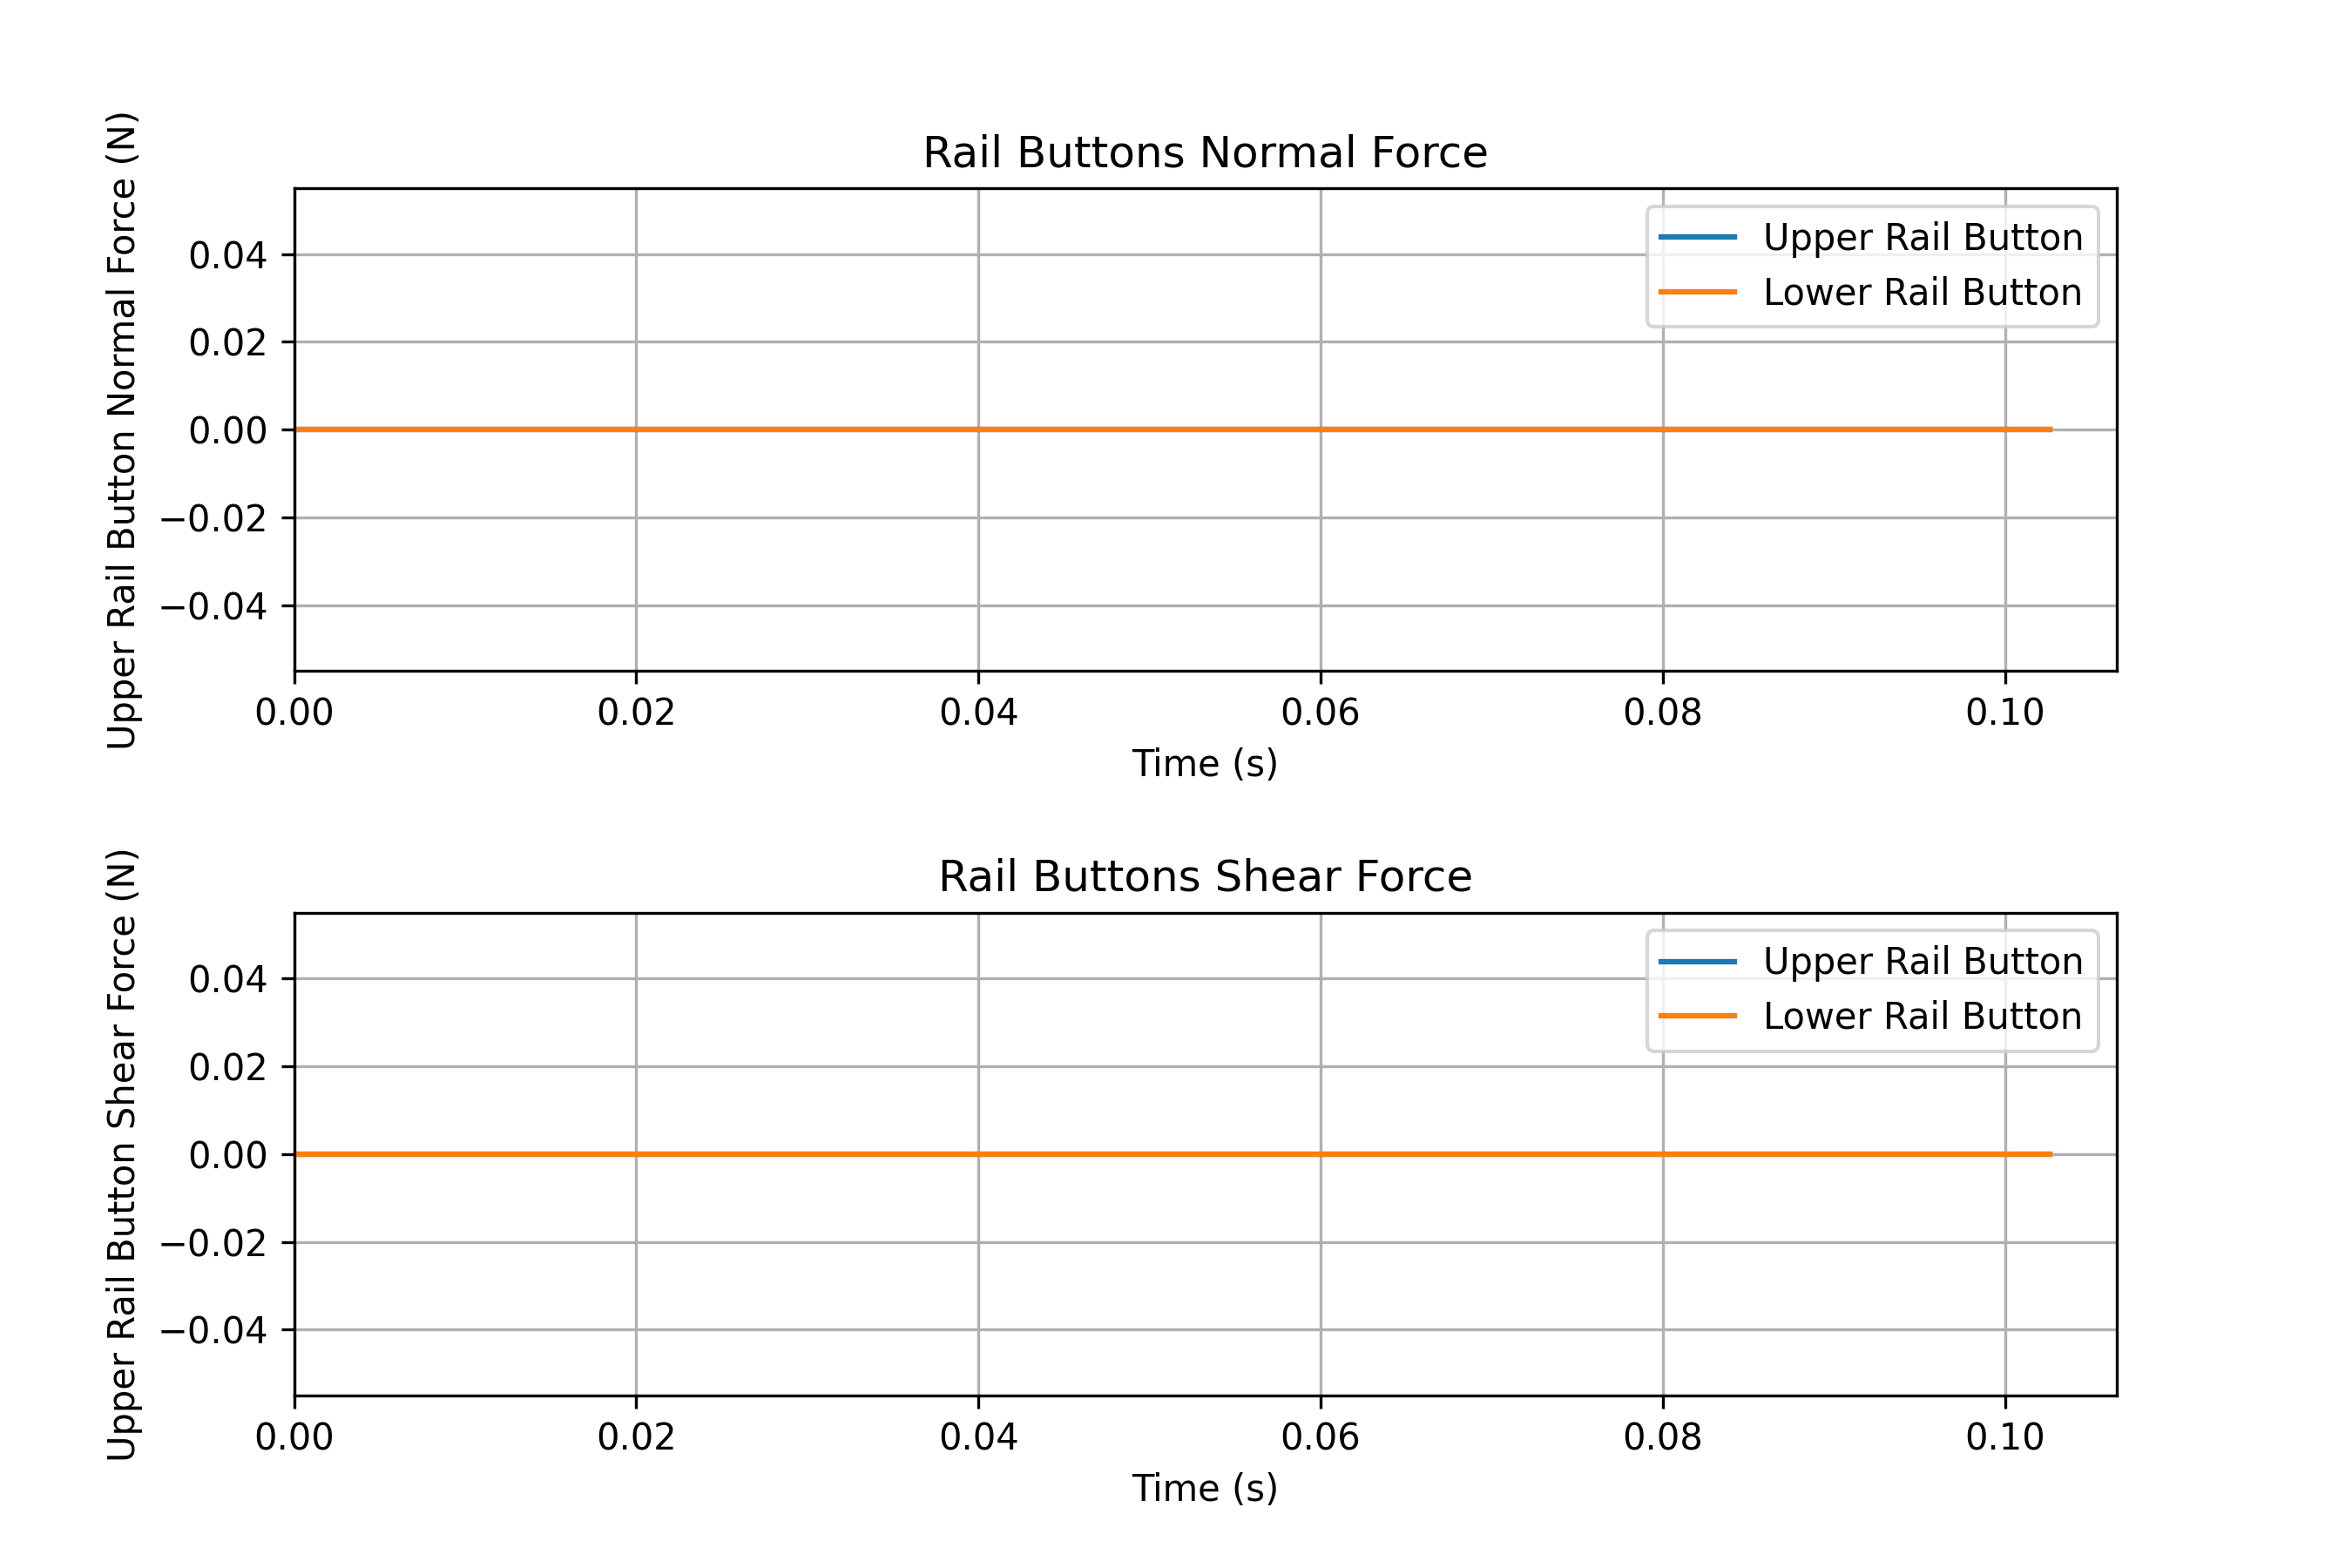 Rail Buttons Normal Force
Upper Rail Button Normal Force (N)
0.04
0.02
0.00
−0.02
−0.04
Upper Rail Button
Lower Rail Button
0.00 0.02 0.04 0.06 0.08 0.10
Time (s)
Rail Buttons Shear Force
Upper Rail Button Shear Force (N)
0.04
0.02
0.00
−0.02
−0.04
Upper Rail Button
Lower Rail Button
0.00 0.02 0.04 0.06 0.08 0.10
Time (s)